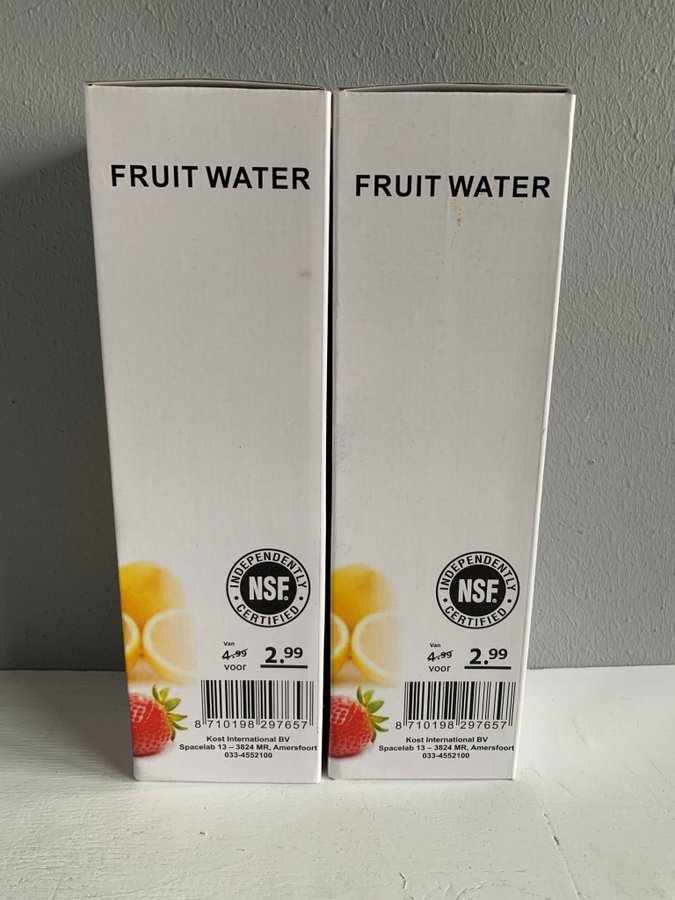 FRUIT WATER
INDEPENDENTLY
NSF®
CERTIFIED
Van
4.99
voor
2.99
8 710198 297657
Kost International BV
Spacelab 13 – 3824 MR, Amersfoort
033-4552100
FRUIT WATER
INDEPENDENTLY
NSF®
CERTIFIED
Van
4.99
voor
2.99
8 710198 297657
Kost International BV
Spacelab 13 – 3824 MR, Amersfoort
033-4552100